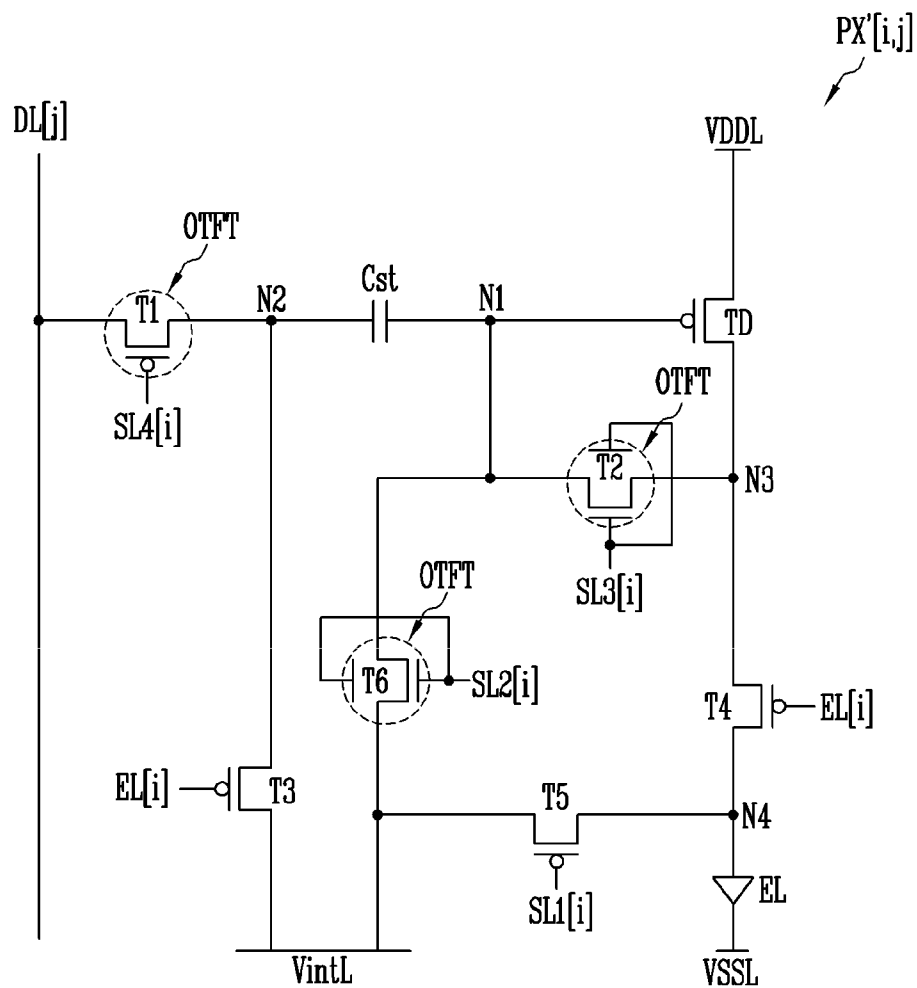 PX'[i,j]
DL[j]
VDDL
OTFT
T1
N2
Cst
N1
TD
SL4[i]
OTFT
T2
N3
SL3[i]
OTFT
T6
SL2[i]
T4
EL[i]
EL[i]
T3
T5
N4
SL1[i]
EL
VintL
VSSL